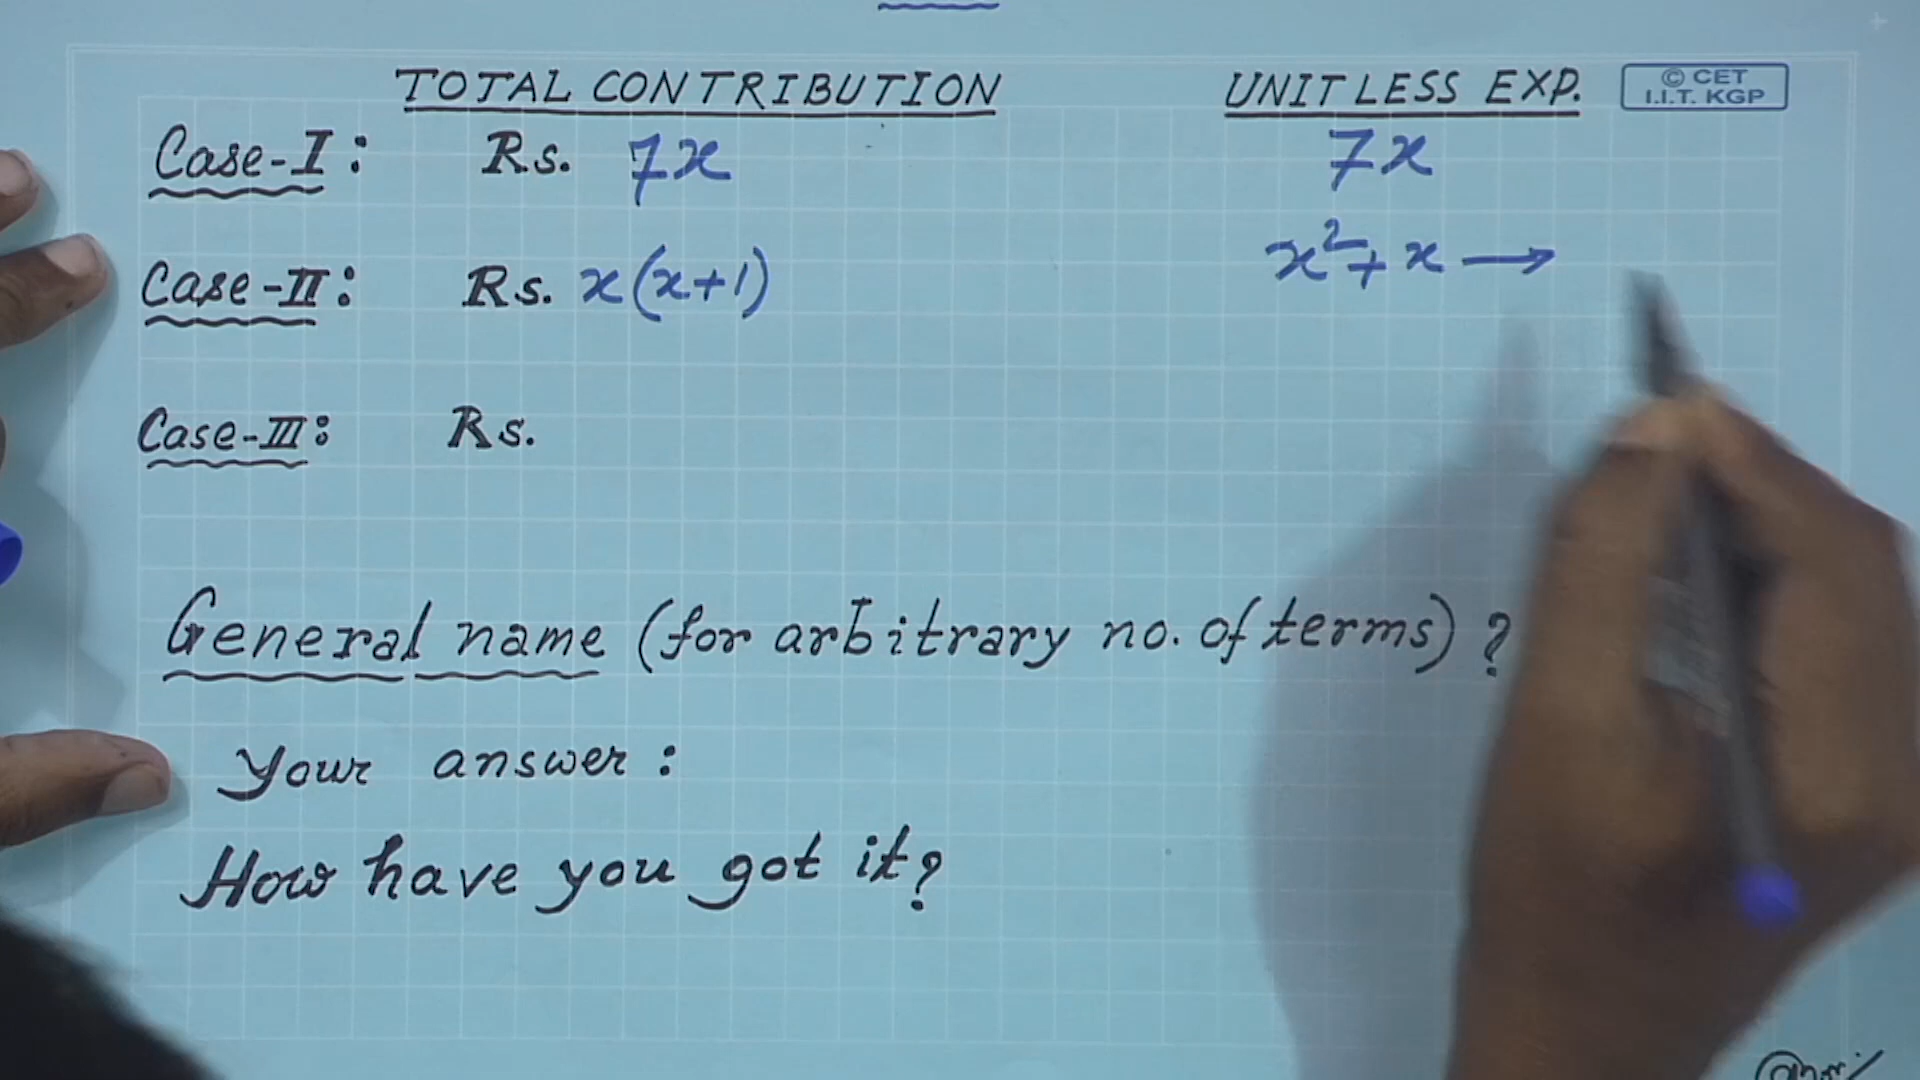 TOTAL CONTRIBUTION UNITLESS EXP. © CET
I.I.T. KGP
Case-I: Rs. 7x 7x
Case-II: Rs. x(x+1) x²+x →
Case-III: Rs.
General name (for arbitrary no. of terms) ?
Your answer :
How have you got it?